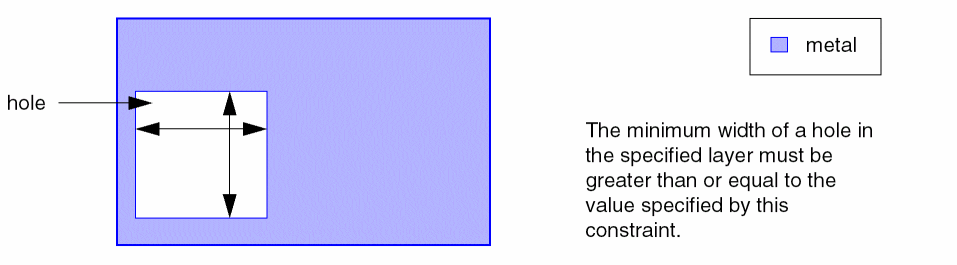 metal
hole
The minimum width of a hole in
the specified layer must be
greater than or equal to the
value specified by this
constraint.